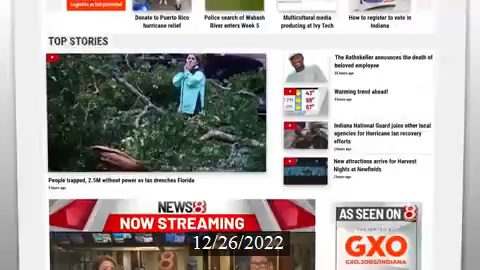 Donate to Puerto Rico
hurricane relief
Police search of Wabash
River enters Week 5
Multicultural media
producing at Ivy Tech
How to register to vote in
Indiana
TOP STORIES
People trapped, 2.5M without power as Ian drenches Florida
The Rathskeller announces the death of
beloved employee
Warming trend ahead!
Indiana National Guard joins other local
agencies for Hurricane Ian recovery
efforts
New attractions arrive for Harvest
Nights at Newfields
NEWS 8
NOW STREAMING
12/26/2022
AS SEEN ON 8
PRESENTED BY
GXO
GXO.JOBS/INDIANA